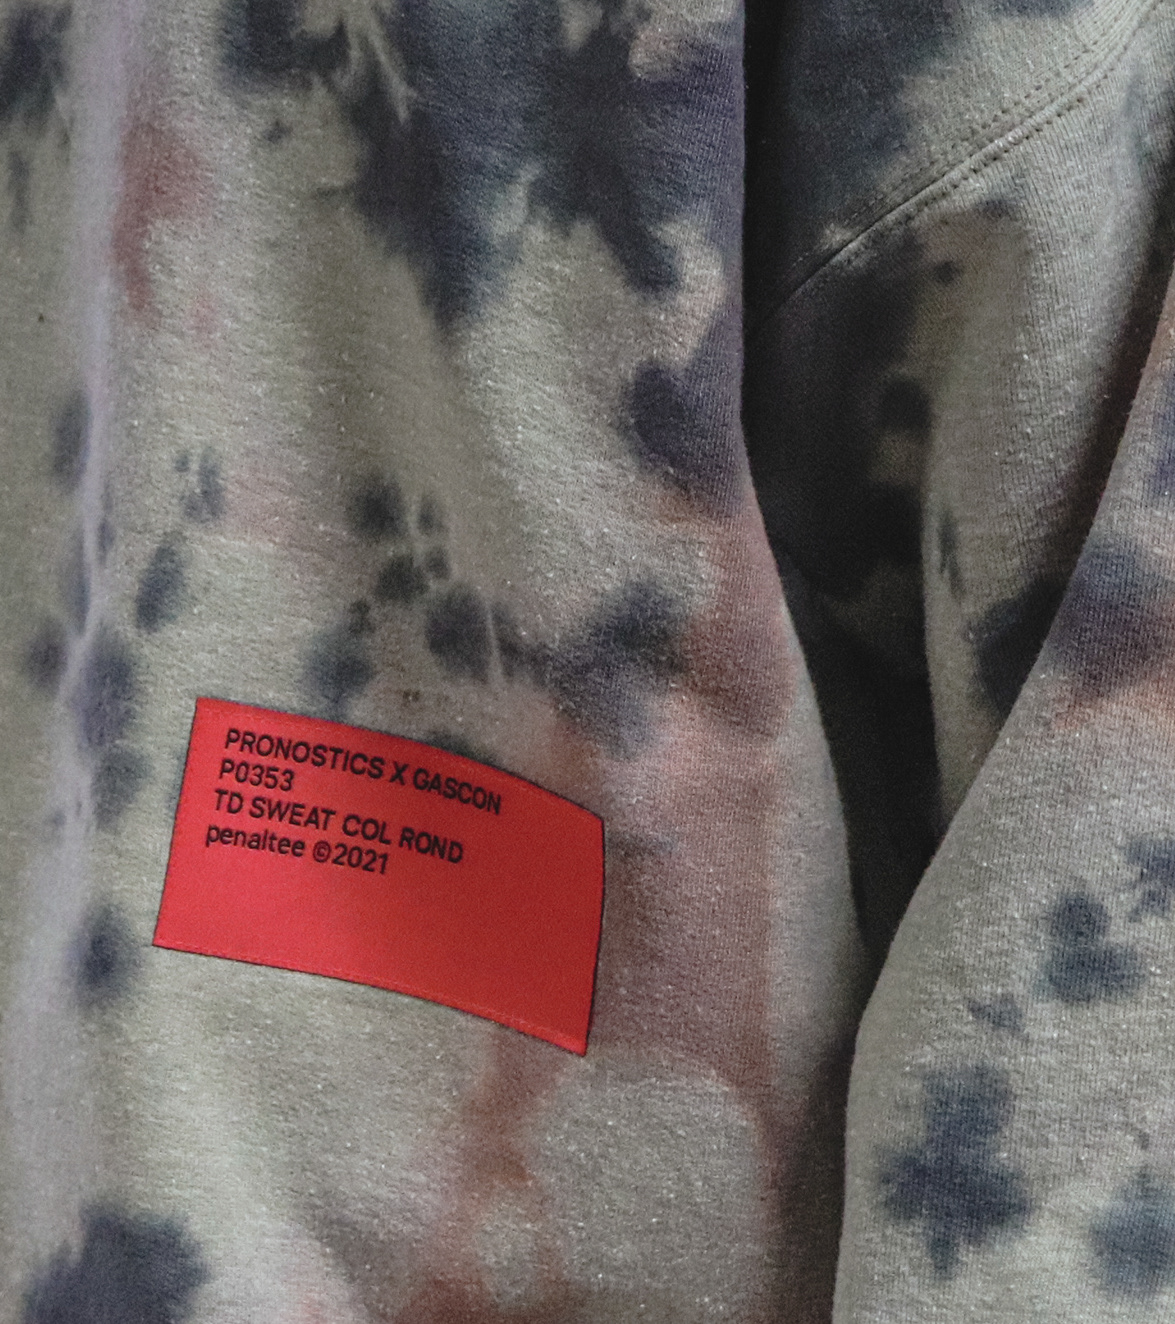 PRONOSTICS X GASCON
P0353
TD SWEAT COL ROND
penaltee ©2021